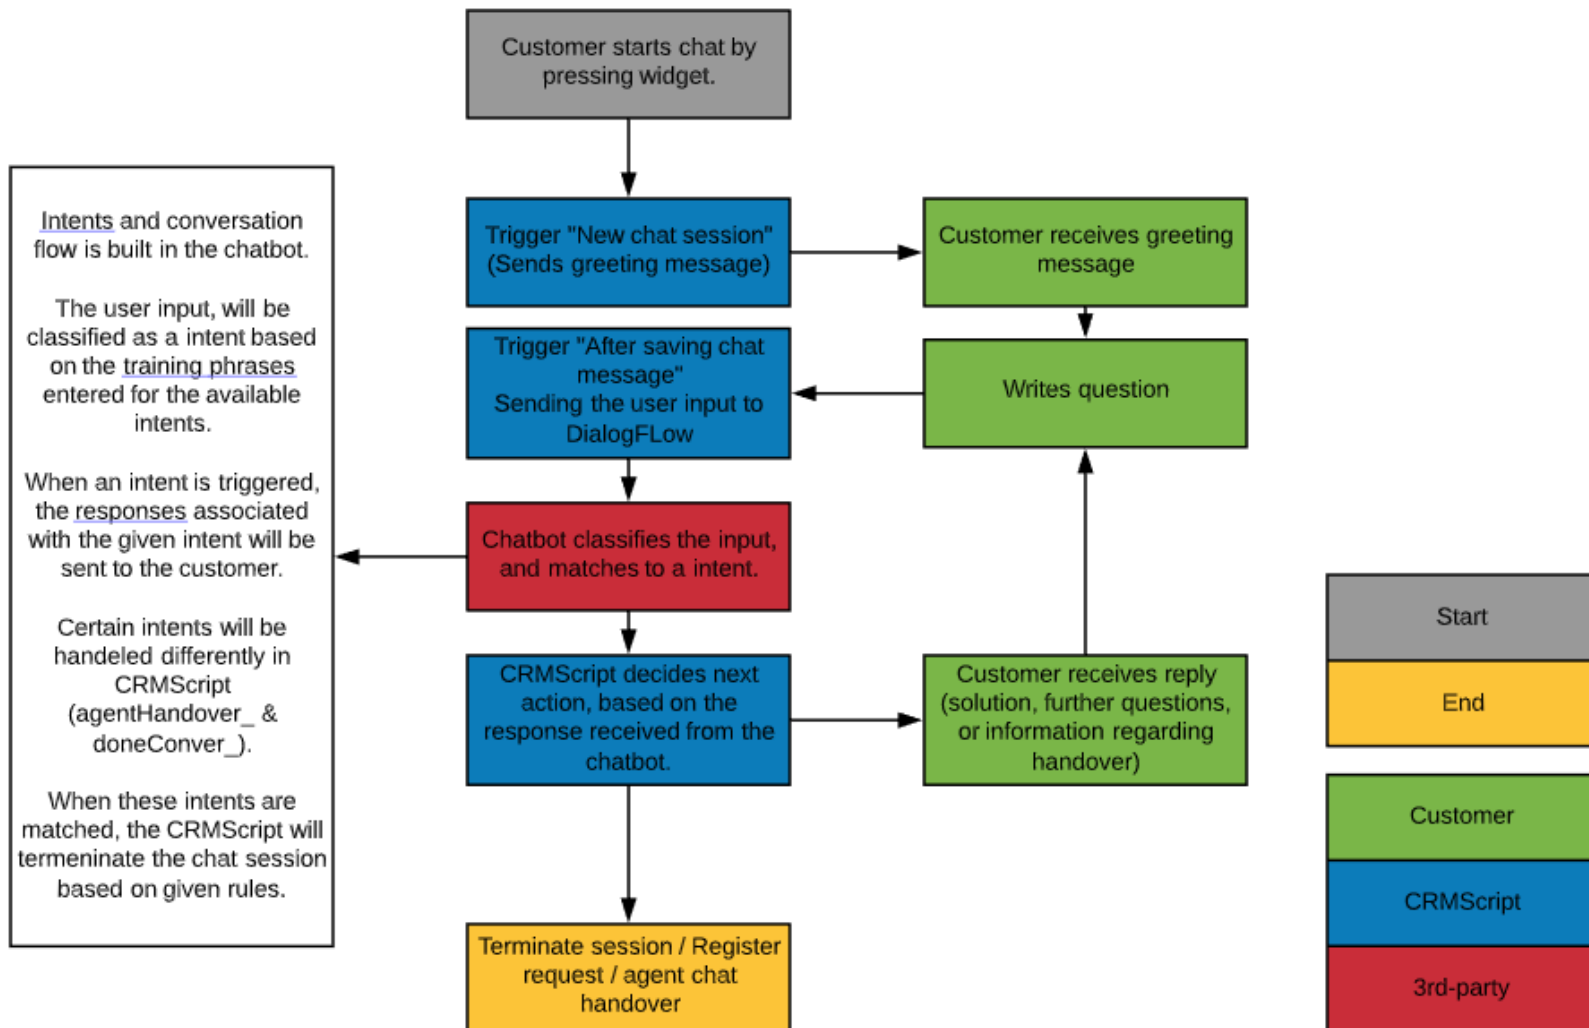 Customer starts chat by
pressing widget.
Intents and conversation
flow is built in the chatbot.
The user input, will be
classified as a intent based
on the training phrases
entered for the available
intents.
When an intent is triggered,
the responses associated
with the given intent will be
sent to the customer.
Certain intents will be
handeled differently in
CRMScript
(agentHandover_ &
doneConver_).
When these intents are
matched, the CRMScript will
termeninate the chat session
based on given rules.
Trigger "New chat session"
(Sends greeting message)
Customer receives greeting
message
Trigger "After saving chat
message"
Sending the user input to
DialogFLow
Writes question
Chatbot classifies the input,
and matches to a intent.
CRMScript decides next
action, based on the
response received from the
chatbot.
Customer receives reply
(solution, further questions,
or information regarding
handover)
Terminate session / Register
request / agent chat
handover
Start
End
Customer
CRMScript
3rd-party